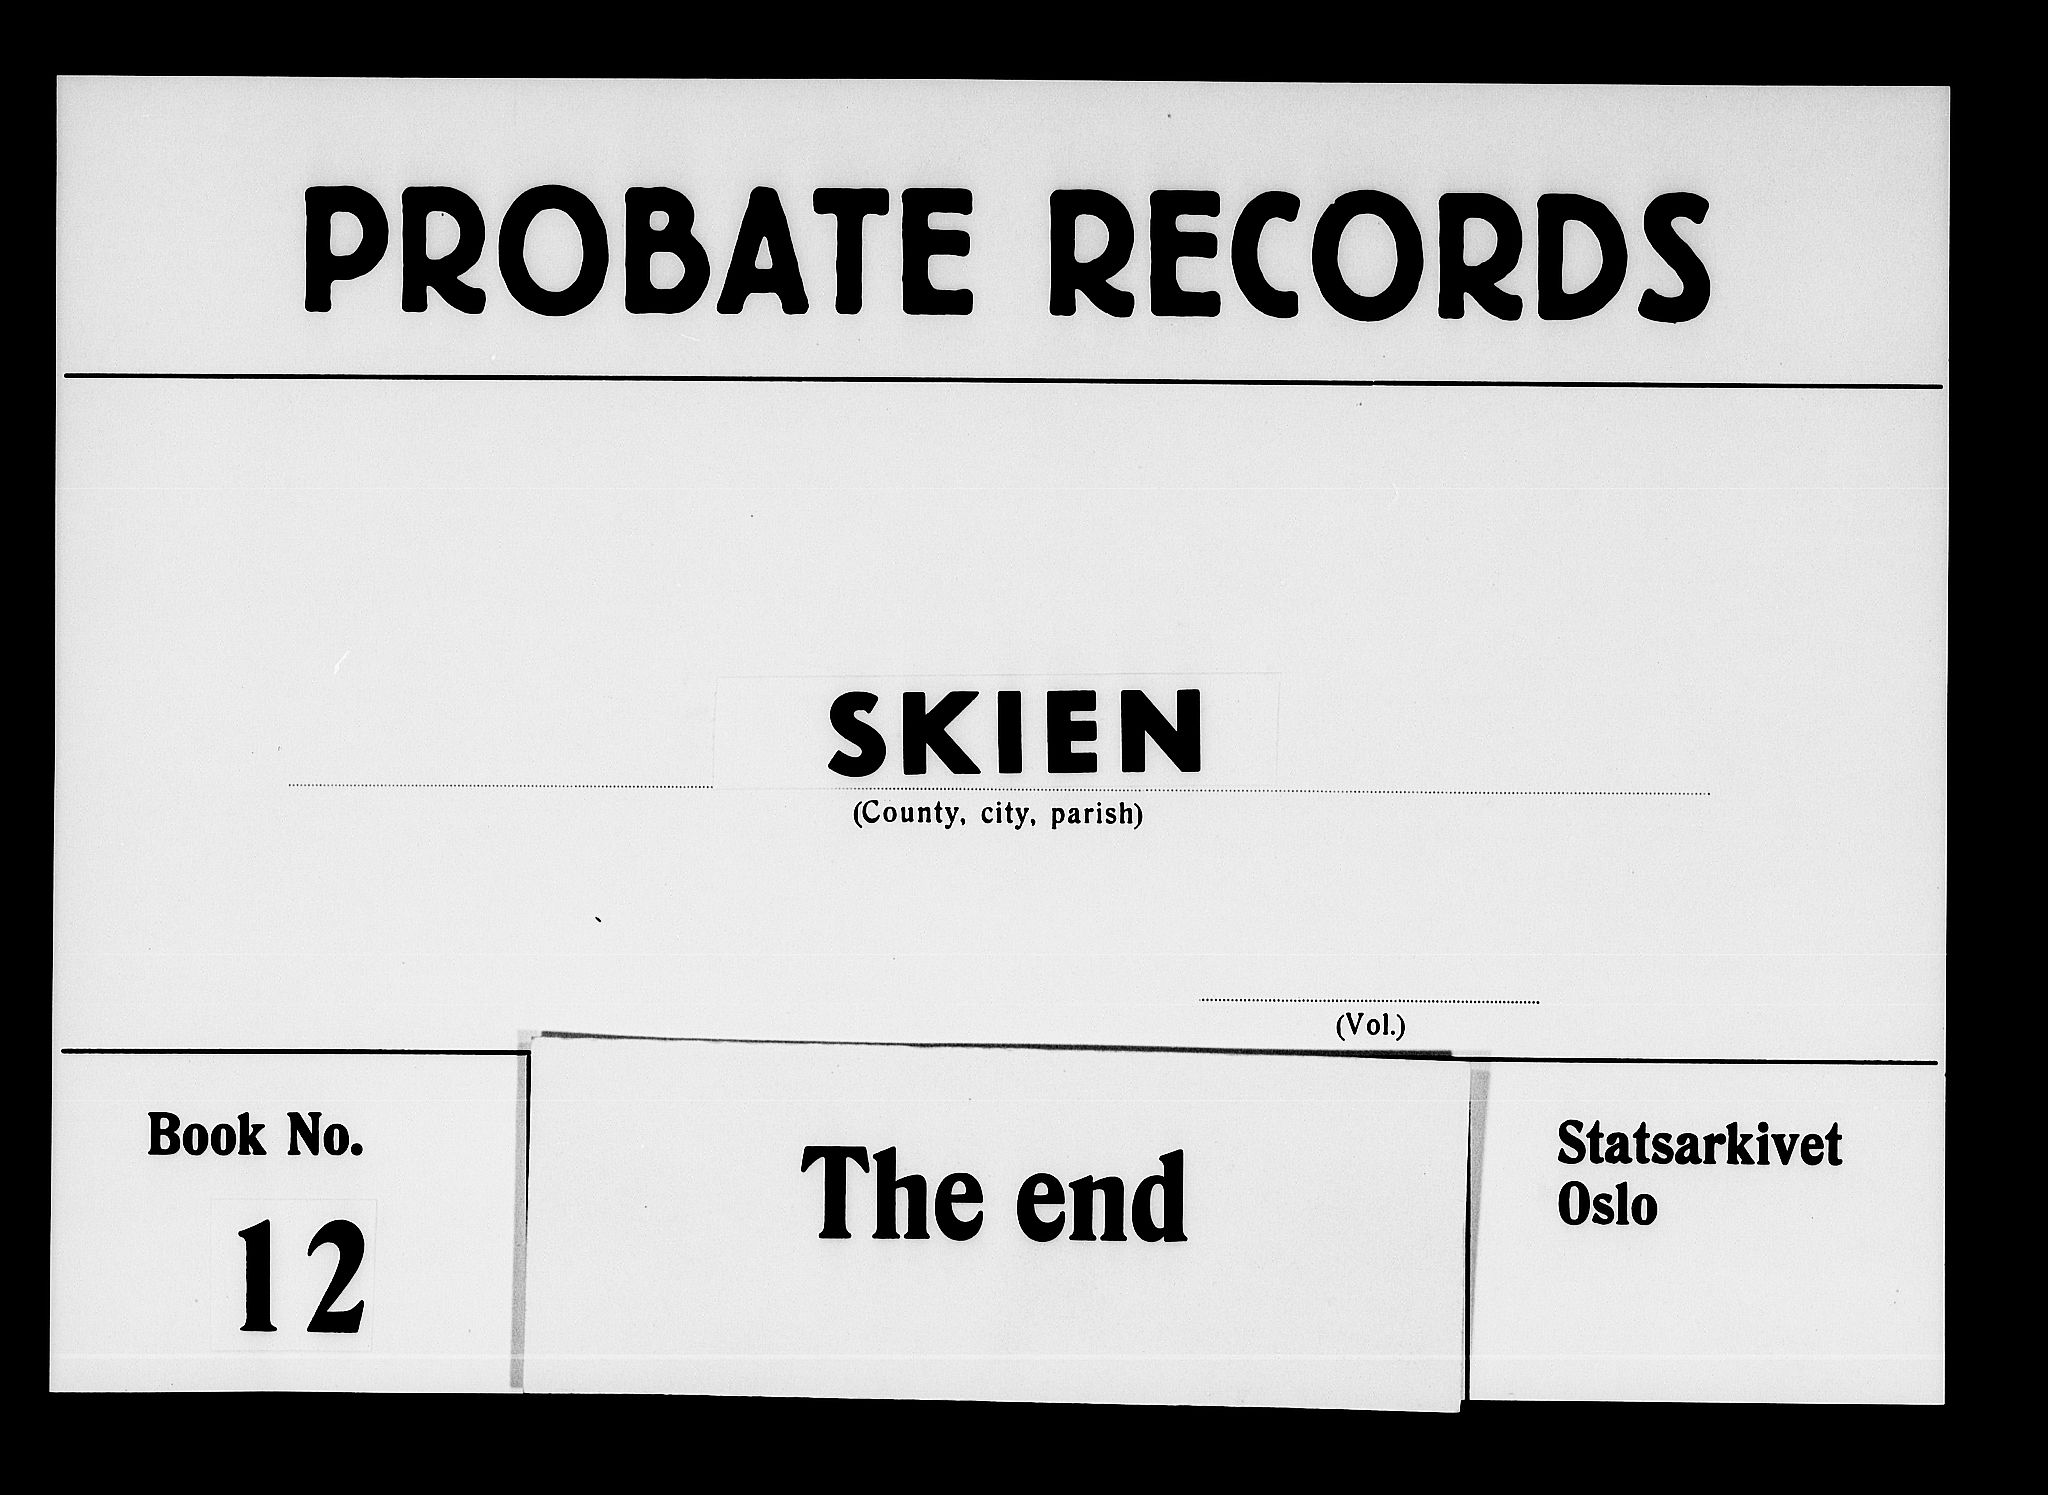 PROBATE RECORDS
SKIEN
(County, city, parish)
(Vol.)
Book No.
12
The end
Statsarkivet
Oslo